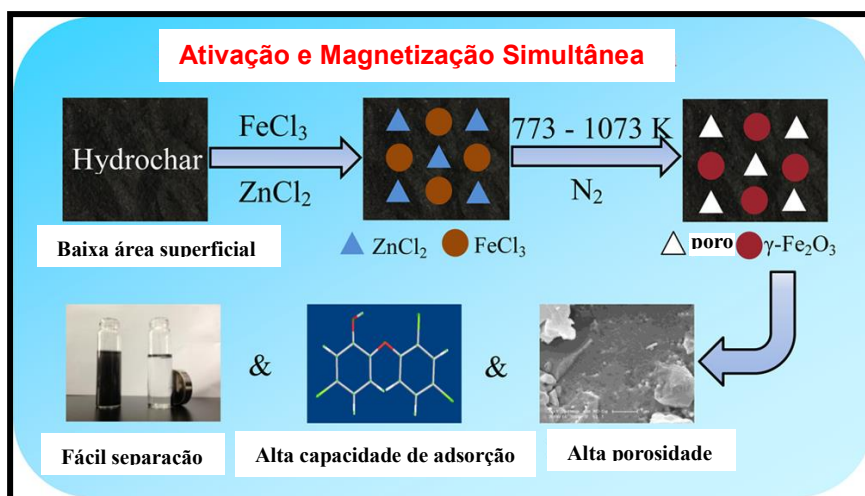 Ativação e Magnetização Simultânea
Hydrochar
FeCl₃
ZnCl₂
773 - 1073 K
N₂
Baixa área superficial
ZnCl₂
FeCl₃
poro
γ-Fe₂O₃
&
&
Fácil separação
Alta capacidade de adsorção
Alta porosidade